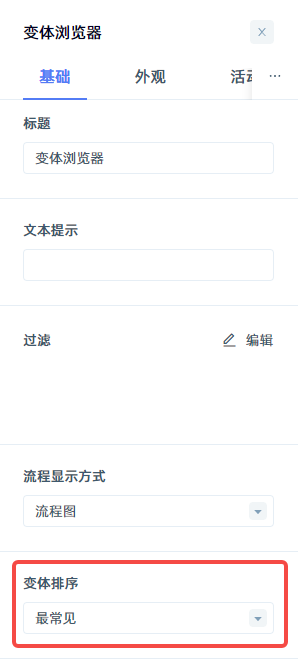 变体浏览器
基础 外观 活动 ···
标题
变体浏览器
文本提示
过滤 编辑
流程显示方式
流程图
变体排序
最常见